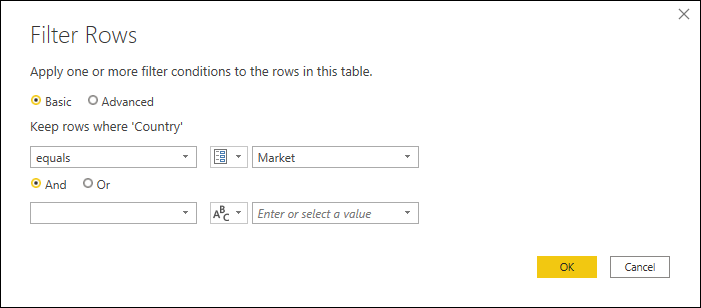 Filter Rows
Apply one or more filter conditions to the rows in this table.
Basic Advanced
Keep rows where 'Country'
equals Market
And Or
ABC Enter or select a value
OK Cancel